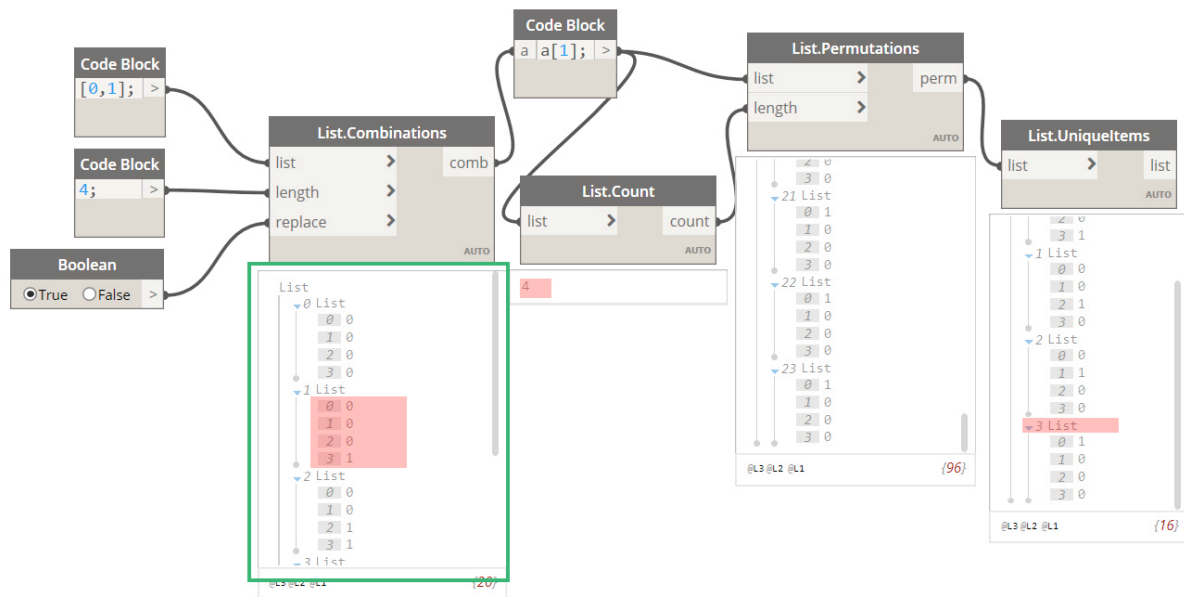 Code Block
[0,1]; >
Code Block
4; >
Boolean
True False >
List.Combinations
list > comb
length >
replace >
AUTO
List
0 List
0 0
1 0
2 0
3 0
1 List
0 0
1 0
2 0
3 1
2 List
0 0
1 0
2 1
3 1
3 List
@L3 @L2 @L1 {20}
Code Block
a a[1]; >
List.Count
list > count
AUTO
4
List.Permutations
list > perm
length >
AUTO
2 0
3 0
21 List
0 1
1 0
2 0
3 0
22 List
0 1
1 0
2 0
3 0
23 List
0 1
1 0
2 0
3 0
@L3 @L2 @L1 {96}
List.UniqueItems
list > list
AUTO
2 0
3 1
1 List
0 0
1 0
2 1
3 0
2 List
0 0
1 1
2 0
3 0
3 List
0 1
1 0
2 0
3 0
@L3 @L2 @L1 {16}